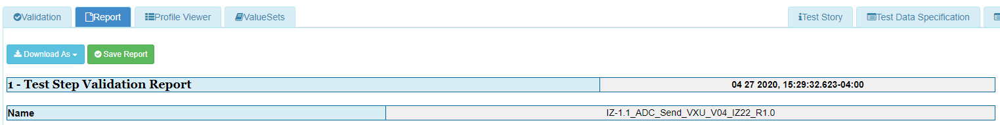 Validation Report Profile Viewer ValueSets Test Story Test Data Specification
Download As Save Report
1 - Test Step Validation Report 04 27 2020, 15:29:32.623-04:00
Name IZ-1.1_ADC_Send_VXU_V04_IZ22_R1.0